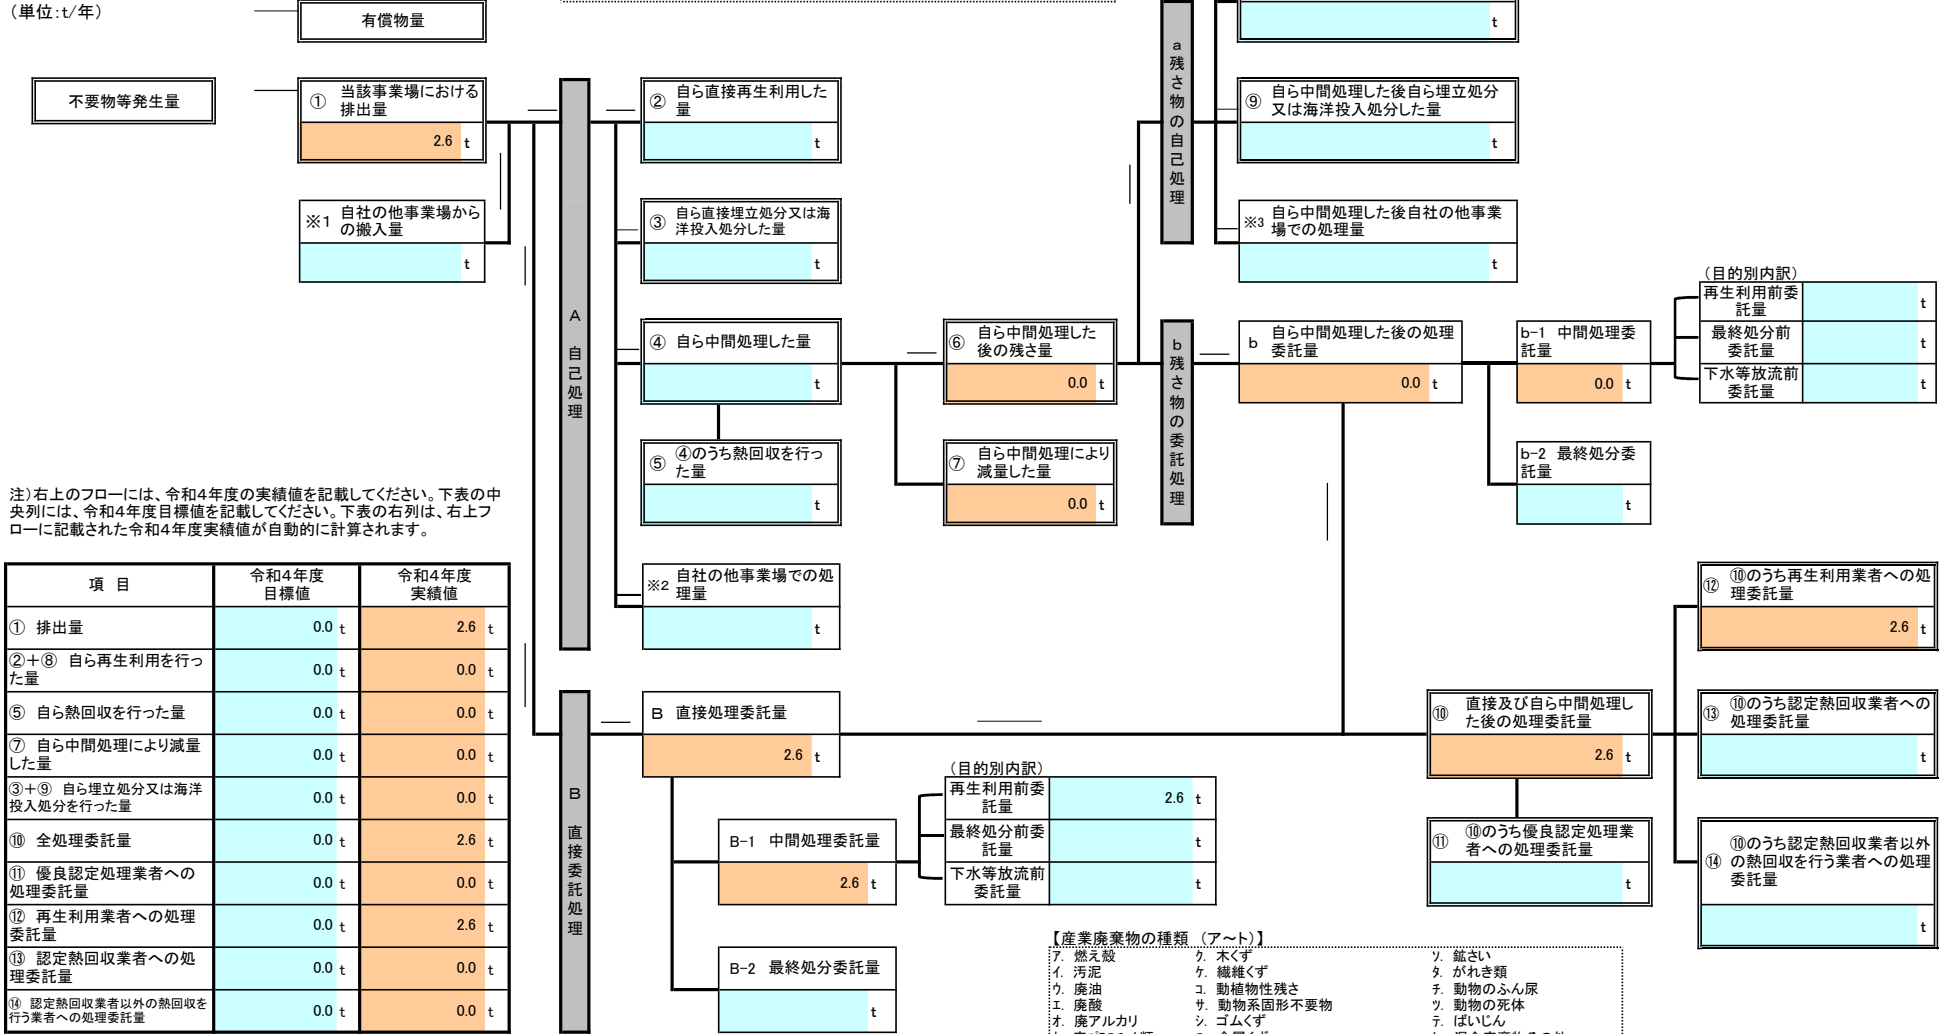 (単位:t/年)
有償物量
t
不要物等発生量
① 当該事業場における
排出量
2.6 t
※1 自社の他事業場から
の搬入量
t
A 自己処理
② 自ら直接再生利用した
量
t
③ 自ら直接埋立処分又は海
洋投入処分した量
t
④ 自ら中間処理した量
t
⑤ ④のうち熱回収を行っ
た量
t
※2 自社の他事業場での処
理量
t
⑥ 自ら中間処理した
後の残さ量
0.0 t
⑦ 自ら中間処理により
減量した量
0.0 t
a 残さ物の自己処理
⑨ 自ら中間処理した後自ら埋立処分
又は海洋投入処分した量
t
※3 自ら中間処理した後自社の他事業
場での処理量
t
b 残さ物の委託処理
b 自ら中間処理した後の処理
委託量
0.0 t
b-1 中間処理委
託量
0.0 t
b-2 最終処分委
託量
t
(目的別内訳)
再生利用前委
託量
t
最終処分前
委託量
t
下水等放流前
委託量
t
注)右上のフローには、令和4年度の実績値を記載してください。下表の中
央列には、令和4年度目標値を記載してください。下表の右列は、右上フ
ローに記載された令和4年度実績値が自動的に計算されます。
項 目 令和4年度 令和4年度
目標値 実績値
① 排出量 0.0 t 2.6 t
②+⑧ 自ら再生利用を行っ
た量 0.0 t 0.0 t
⑤ 自ら熱回収を行った量 0.0 t 0.0 t
⑦ 自ら中間処理により減量
した量 0.0 t 0.0 t
③+⑨ 自ら埋立処分又は海洋
投入処分を行った量 0.0 t 0.0 t
⑩ 全処理委託量 0.0 t 2.6 t
⑪ 優良認定処理業者への
処理委託量 0.0 t 0.0 t
⑫ 再生利用業者への処理
委託量 0.0 t 2.6 t
⑬ 認定熱回収業者への処
理委託量 0.0 t 0.0 t
⑭ 認定熱回収業者以外の熱回収を
行う業者への処理委託量 0.0 t 0.0 t
B 直接委託処理
B 直接処理委託量
2.6 t
B-1 中間処理委託量
2.6 t
B-2 最終処分委託量
t
(目的別内訳)
再生利用前委
託量
2.6 t
最終処分前委
託量
t
下水等放流前
委託量
t
⑩ 直接及び自ら中間処理し
た後の処理委託量
2.6 t
⑪ ⑩のうち優良認定処理業
者への処理委託量
t
⑫ ⑩のうち再生利用業者への処
理委託量
2.6 t
⑬ ⑩のうち認定熱回収業者への
処理委託量
t
⑭ ⑩のうち認定熱回収業者以外
の熱回収を行う業者への処理
委託量
t
【産業廃棄物の種類 (ア~ト)】
ア. 燃え殻 ク. 木くず ソ. 鉱さい
イ. 汚泥 ケ. 繊維くず タ. がれき類
ウ. 廃油 コ. 動植物性残さ チ. 動物のふん尿
エ. 廃酸 サ. 動物系固形不要物 ツ. 動物の死体
オ. 廃アルカリ シ. ゴムくず テ. ばいじん